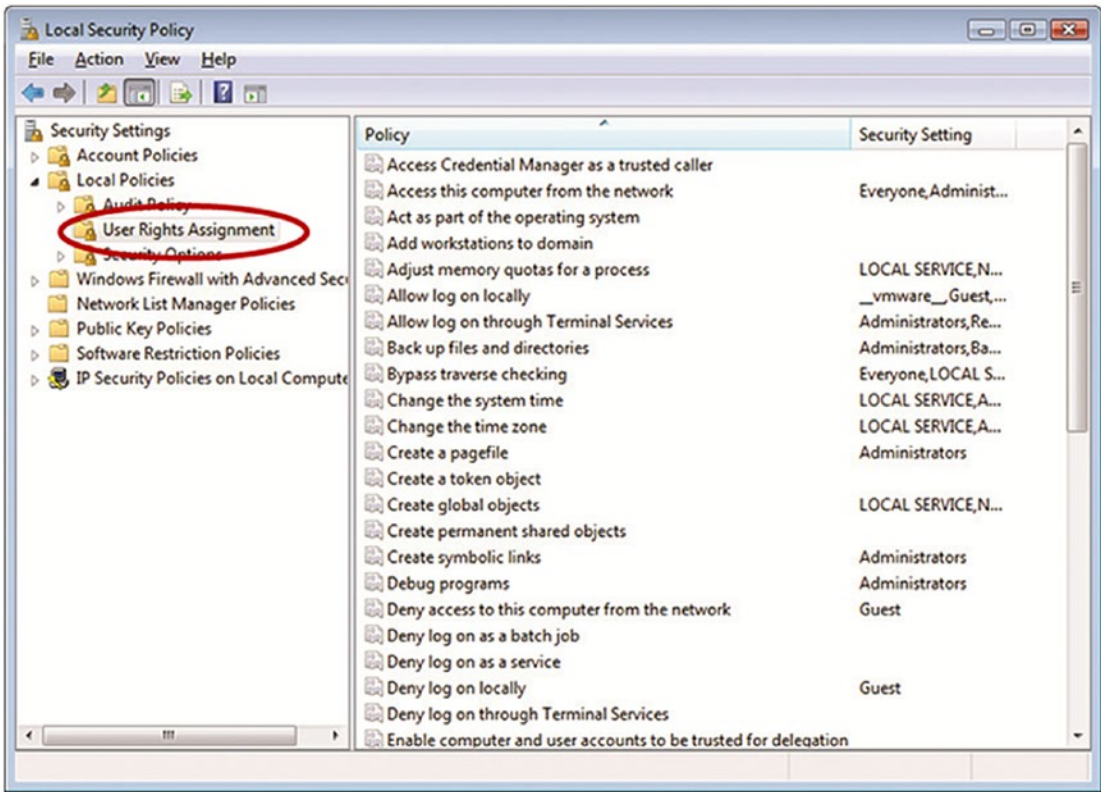 Local Security Policy
File Action View Help
Security Settings
Account Policies
Local Policies
Audit Policy
User Rights Assignment
Security Options
Windows Firewall with Advanced Sec
Network List Manager Policies
Public Key Policies
Software Restriction Policies
IP Security Policies on Local Compute
Policy Security Setting
Access Credential Manager as a trusted caller
Access this computer from the network Everyone,Administ...
Act as part of the operating system
Add workstations to domain
Adjust memory quotas for a process LOCAL SERVICE,N...
Allow log on locally __vmware__,Guest,...
Allow log on through Terminal Services Administrators,Re...
Back up files and directories Administrators,Ba...
Bypass traverse checking Everyone,LOCAL S...
Change the system time LOCAL SERVICE,A...
Change the time zone LOCAL SERVICE,A...
Create a pagefile Administrators
Create a token object
Create global objects LOCAL SERVICE,N...
Create permanent shared objects
Create symbolic links Administrators
Debug programs Administrators
Deny access to this computer from the network Guest
Deny log on as a batch job
Deny log on as a service
Deny log on locally Guest
Deny log on through Terminal Services
Enable computer and user accounts to be trusted for delegation